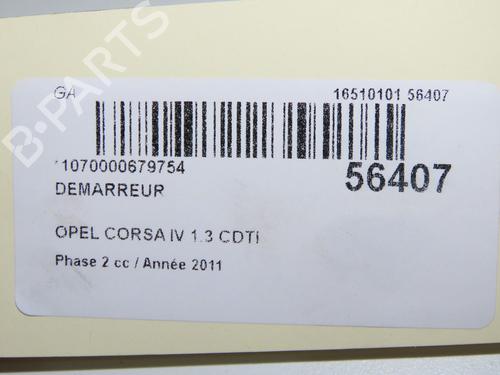 B-PARTS
GA
16510101 56407
1070000679754
56407
DEMARREUR
OPEL CORSA IV 1.3 CDTI
Phase 2 cc / Année 2011